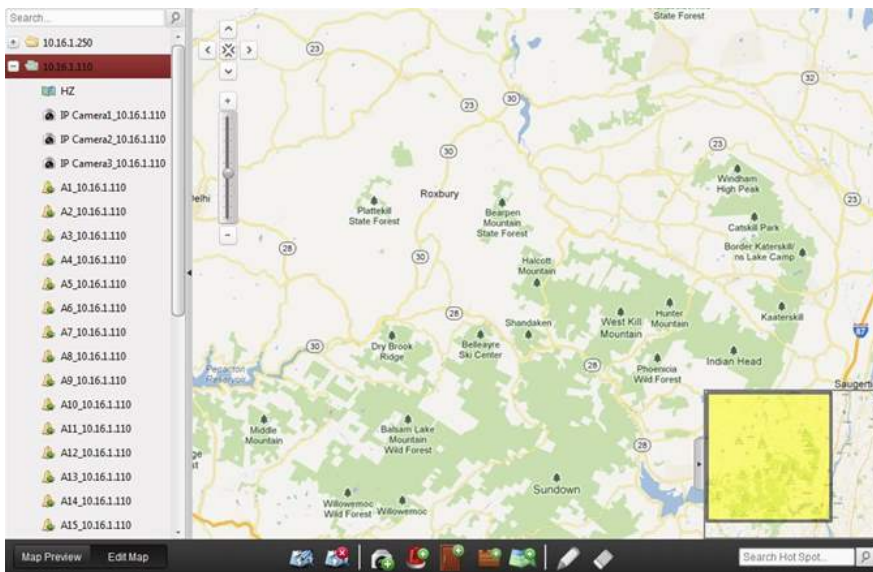 Search...
10.16.1.250
10.16.1.110
HZ
IP Camera1_10.16.1.110
IP Camera2_10.16.1.110
IP Camera3_10.16.1.110
A1_10.16.1.110
A2_10.16.1.110
A3_10.16.1.110
A4_10.16.1.110
A5_10.16.1.110
A6_10.16.1.110
A7_10.16.1.110
A8_10.16.1.110
A9_10.16.1.110
A10_10.16.1.110
A11_10.16.1.110
A12_10.16.1.110
A13_10.16.1.110
A14_10.16.1.110
A15_10.16.1.110
State Forest
23
32
30
23
30
23
Windham
High Peak
23
elhi
Roxbury
Plattekill
State Forest
Bearpen
Mountain
State Forest
Catskill Park
28
30
Border Katerskill/
ns Lake Camp
Halcott
Mountain
28
Shandaken
West Kill
Mountain
Hunter
Mountain
Kaaterskill
87
30
Dry Brook
Ridge
Belleayre
Ski Center
28
Indian Head
Phoenicia
Wild Forest
Pepacton
Reservoir
Saugerti
Middle
Mountain
Balsam Lake
Mountain
Wild Forest
28
ge
Sundown
Willowemoc
Wild Forest
Willowemoc
Map Preview
Edit Map
Search Hot Spot...